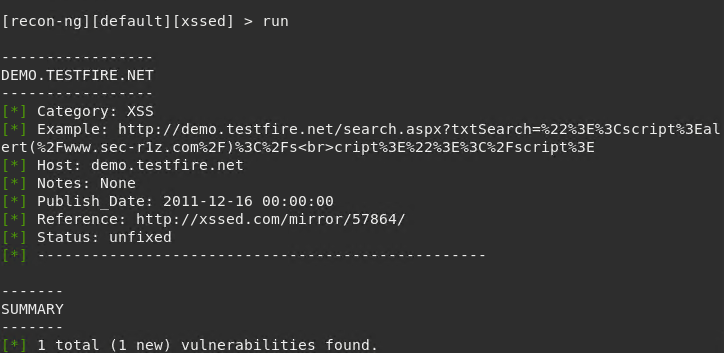 [recon-ng][default][xssed] > run
-----------------
DEMO.TESTFIRE.NET
-----------------
[*] Category: XSS
[*] Example: http://demo.testfire.net/search.aspx?txtSearch=%22%3E%3Cscript%3Eal
ert(%2Fwww.sec-r1z.com%2F)%3C%2Fs<br>cript%3E%22%3E%3C%2Fscript%3E
[*] Host: demo.testfire.net
[*] Notes: None
[*] Publish_Date: 2011-12-16 00:00:00
[*] Reference: http://xssed.com/mirror/57864/
[*] Status: unfixed
[*] --------------------------------------------------
-------
SUMMARY
-------
[*] 1 total (1 new) vulnerabilities found.